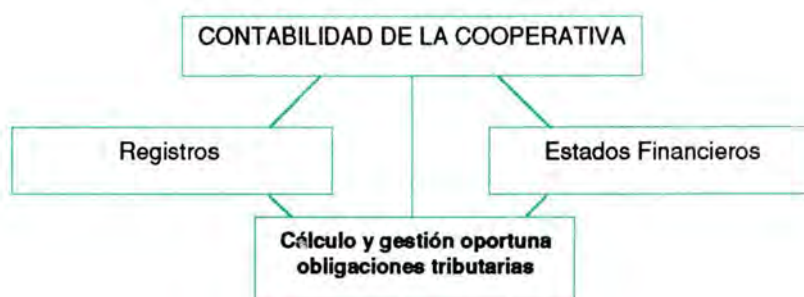 CONTABILIDAD DE LA COOPERATIVA
Registros
Estados Financieros
Cálculo y gestión oportuna
obligaciones tributarias